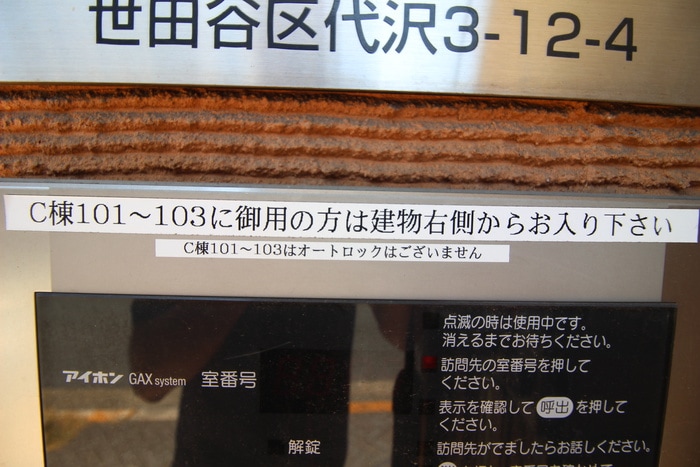 世田谷区代沢3-12-4
C棟101～103に御用の方は建物右側からお入り下さい
C棟101～103はオートロックはございません
点滅の時は使用中です。
消えるまでお待ちください。
訪問先の室番号を押して
ください。
アイホン GAX system 室番号
表示を確認して 呼出 を押して
ください。
解錠
訪問先がでましたらお話しください。